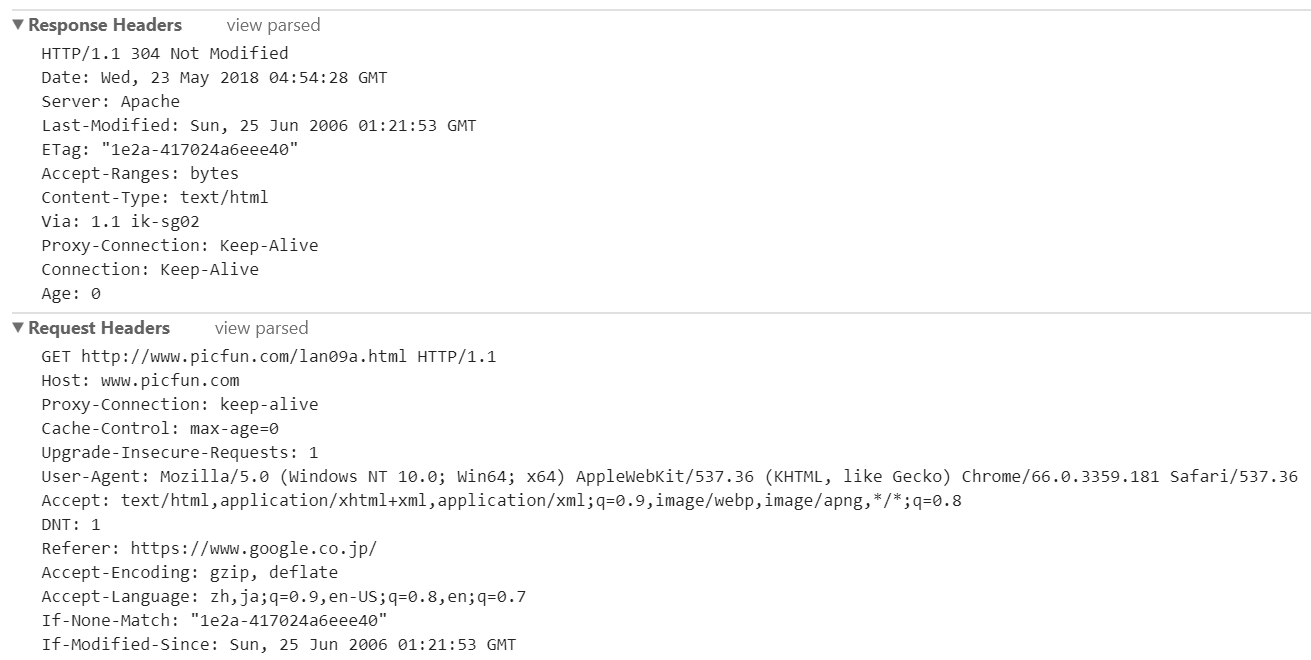 Response Headers view parsed
HTTP/1.1 304 Not Modified
Date: Wed, 23 May 2018 04:54:28 GMT
Server: Apache
Last-Modified: Sun, 25 Jun 2006 01:21:53 GMT
ETag: "1e2a-417024a6eee40"
Accept-Ranges: bytes
Content-Type: text/html
Via: 1.1 ik-sg02
Proxy-Connection: Keep-Alive
Connection: Keep-Alive
Age: 0
Request Headers view parsed
GET http://www.picfun.com/lan09a.html HTTP/1.1
Host: www.picfun.com
Proxy-Connection: keep-alive
Cache-Control: max-age=0
Upgrade-Insecure-Requests: 1
User-Agent: Mozilla/5.0 (Windows NT 10.0; Win64; x64) AppleWebKit/537.36 (KHTML, like Gecko) Chrome/66.0.3359.181 Safari/537.36
Accept: text/html,application/xhtml+xml,application/xml;q=0.9,image/webp,image/apng,*/*;q=0.8
DNT: 1
Referer: https://www.google.co.jp/
Accept-Encoding: gzip, deflate
Accept-Language: zh,ja;q=0.9,en-US;q=0.8,en;q=0.7
If-None-Match: "1e2a-417024a6eee40"
If-Modified-Since: Sun, 25 Jun 2006 01:21:53 GMT